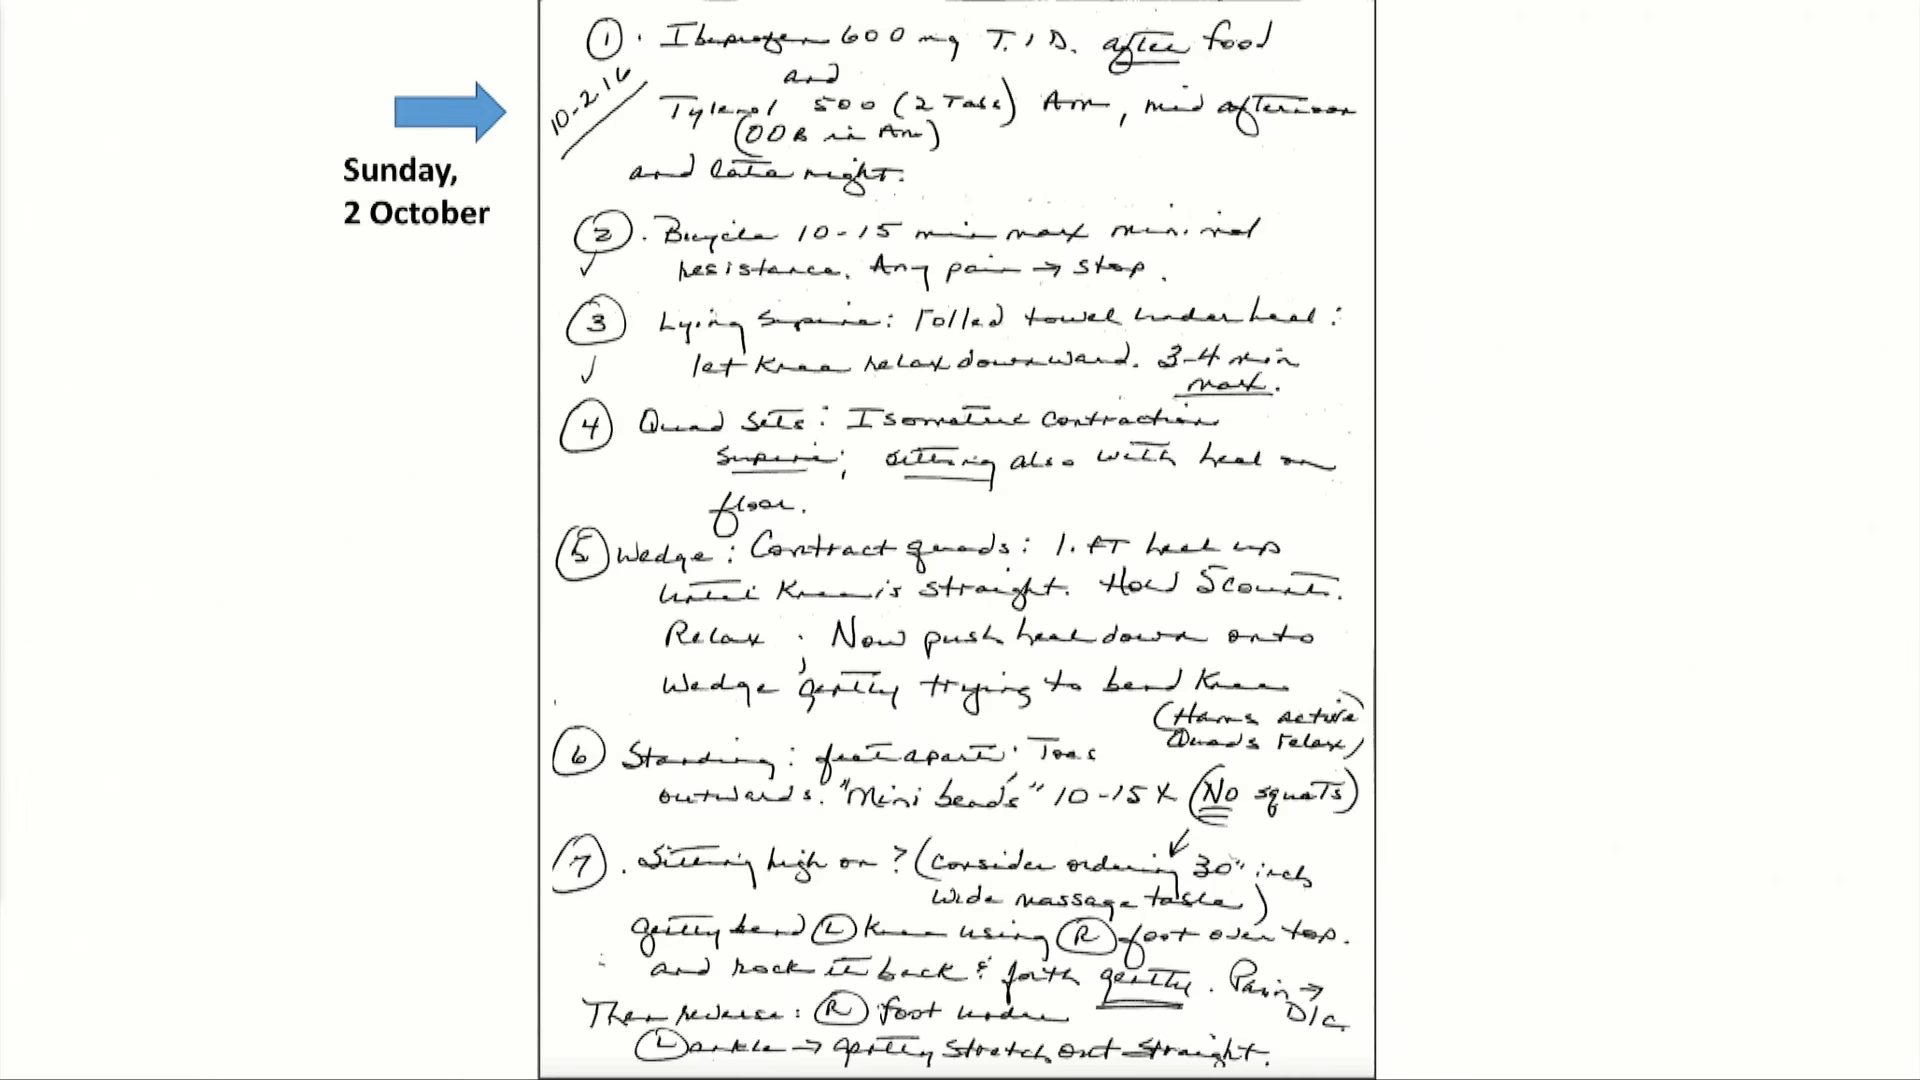 Sunday,
2 October
10-2-16
① . Ibuprofen 600 mg T.I.D. after food
and
Tylenol 500 (2 Tabs) Am, mid afternoon
(OOB in Am)
and late night.
② . Bicycle 10-15 min max minimal
resistance. Any pain → stop.
③ Lying Supine: rolled towel under heel:
let Knee relax downward. 3-4 min
max.
④ Quad Sets: Isometric contraction
Supine; sitting also with heel on
floor.
⑤ Wedge: Contract quads: lift heel up
until Knee is straight. Hold 5 counts.
Relax. Now push heel down onto
Wedge, gently trying to bend Knee
(Hams active
Quads relax)
⑥ Standing: feet apart; Toes
outwards. "Mini bends" 10-15 X (No squats)
⑦ . Sitting high on? (consider ordering 30" inch
wide massage table)
gently bend Ⓛ knee using Ⓡ foot over top.
and rock it back & forth gently. Pain →
D/c
Then reverse: Ⓡ foot under
Ⓛ ankle → gently stretch out straight.